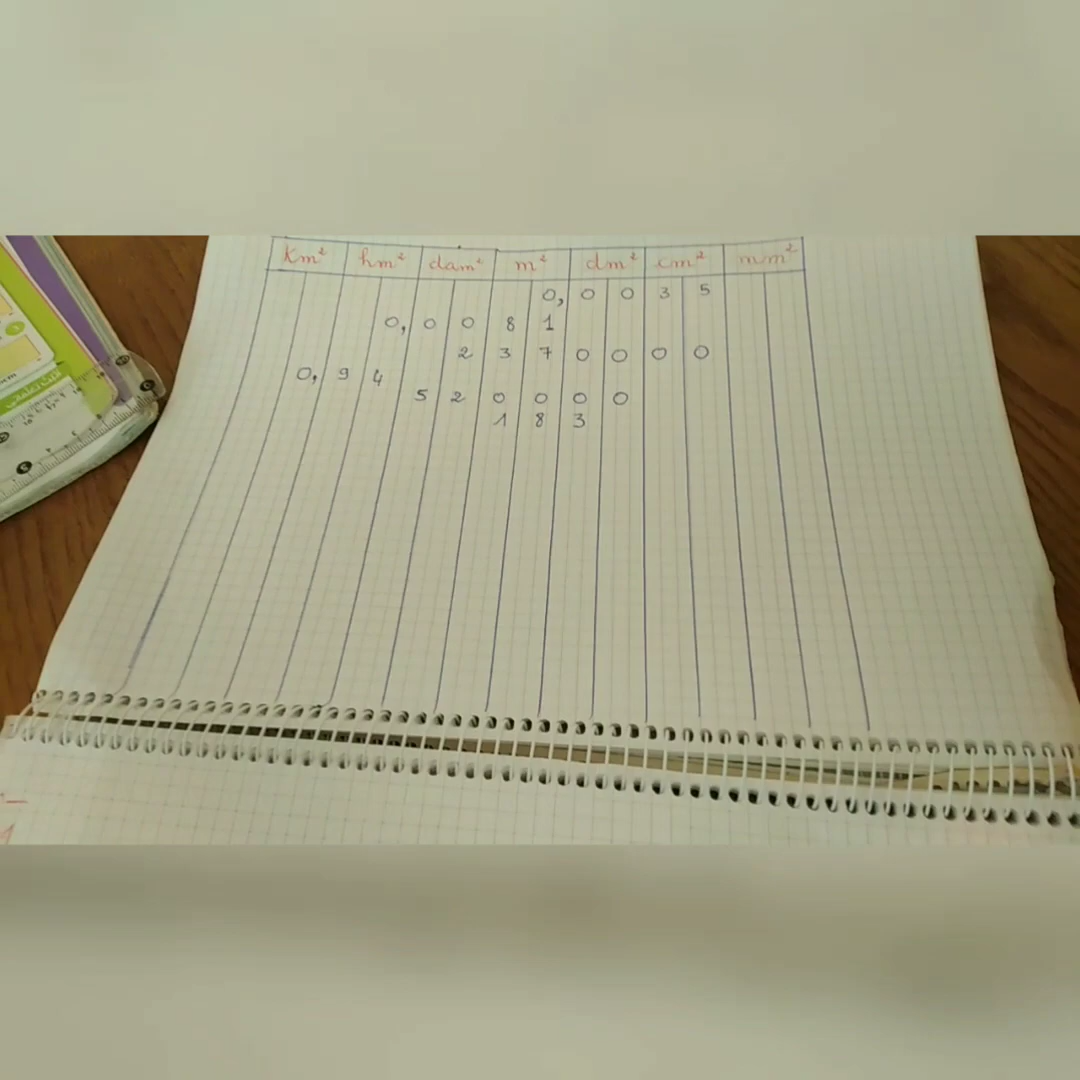 Km² hm² dam² m² dm² cm² mm²
0, 0 0 3 5
0, 0 0 8 1
2 3 7 0 0 0 0
0, 9 4
5 2 0 0 0 0
1 8 3